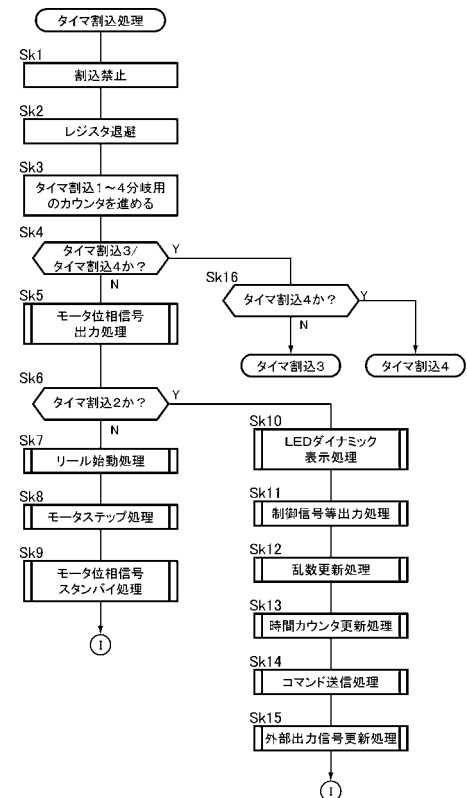 タイマ割込処理
Sk1
割込禁止
Sk2
レジスタ退避
Sk3
タイマ割込1～4分岐用
のカウンタを進める
Sk4
タイマ割込3/
タイマ割込4か?
Y
N
Sk16
タイマ割込4か?
Y
N
タイマ割込3
タイマ割込4
Sk5
モータ位相信号
出力処理
Sk6
タイマ割込2か?
Y
N
Sk7
リール始動処理
Sk8
モータステップ処理
Sk9
モータ位相信号
スタンバイ処理
I
Sk10
LEDダイナミック
表示処理
Sk11
制御信号等出力処理
Sk12
乱数更新処理
Sk13
時間カウンタ更新処理
Sk14
コマンド送信処理
Sk15
外部出力信号更新処理
I